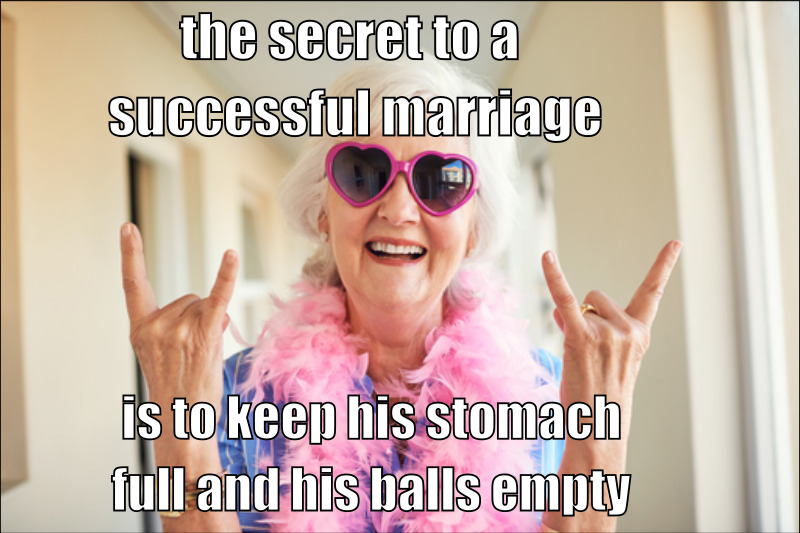 the secret to a
successful marriage
is to keep his stomach
full and his balls empty